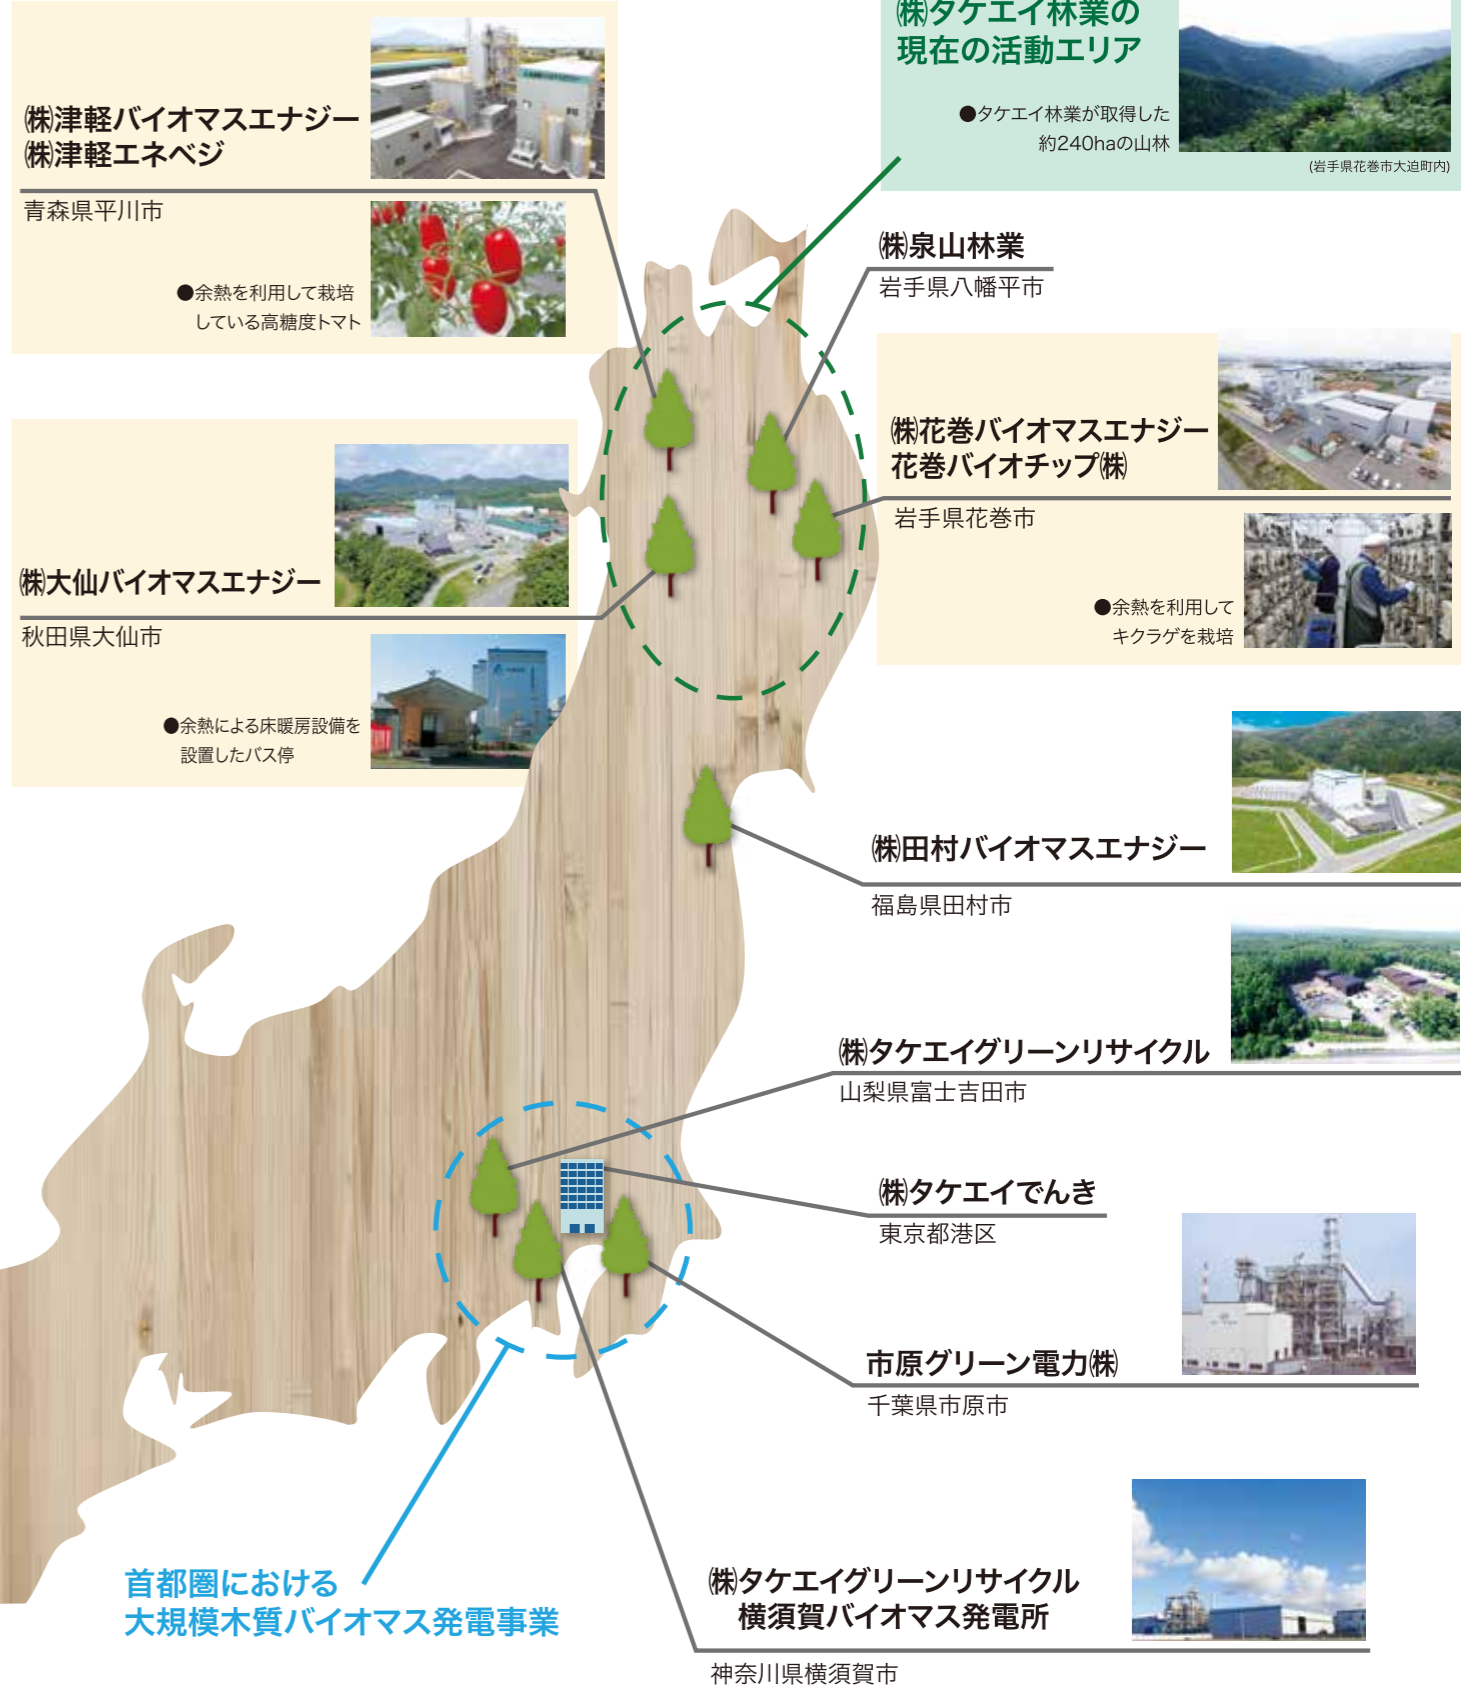 ㈱津軽バイオマスエナジー
㈱津軽エネベジ
青森県平川市
●余熱を利用して栽培
している高糖度トマト
㈱タケエイ林業の
現在の活動エリア
●タケエイ林業が取得した
約240haの山林
(岩手県花巻市大迫町内)
㈱泉山林業
岩手県八幡平市
㈱花巻バイオマスエナジー
花巻バイオチップ㈱
岩手県花巻市
●余熱を利用して
キクラゲを栽培
㈱大仙バイオマスエナジー
秋田県大仙市
●余熱による床暖房設備を
設置したバス停
㈱田村バイオマスエナジー
福島県田村市
㈱タケエイグリーンリサイクル
山梨県富士吉田市
㈱タケエイでんき
東京都港区
市原グリーン電力㈱
千葉県市原市
首都圏における
大規模木質バイオマス発電事業
㈱タケエイグリーンリサイクル
横須賀バイオマス発電所
神奈川県横須賀市